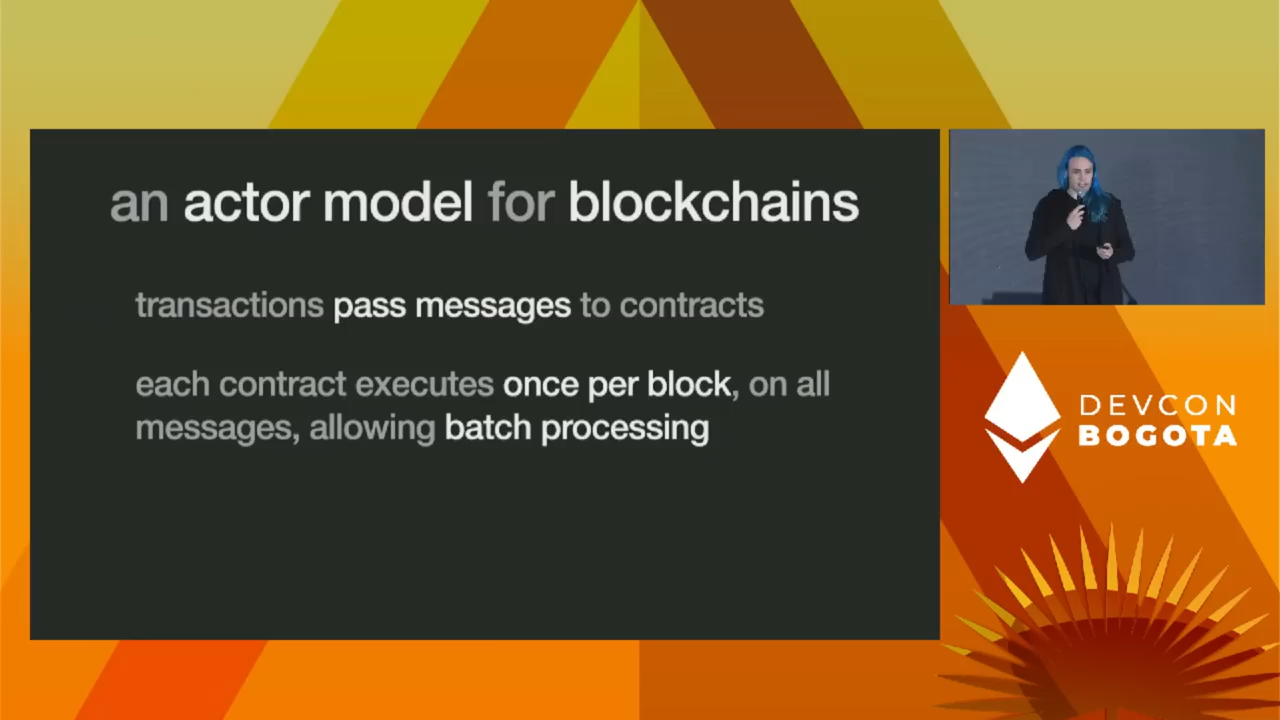 an actor model for blockchains
transactions pass messages to contracts
each contract executes once per block, on all
messages, allowing batch processing
DEVCON
BOGOTA